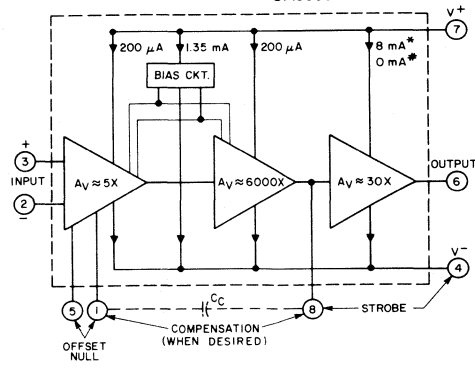 V+
7
200 μA
1.35 mA
200 μA
8 mA*
0 mA#
BIAS CKT.
+
3
INPUT
2
−
AV ≈ 5X
AV ≈ 6000X
AV ≈ 30X
OUTPUT
6
V−
4
5
1
CC
8
STROBE
COMPENSATION
(WHEN DESIRED)
OFFSET
NULL